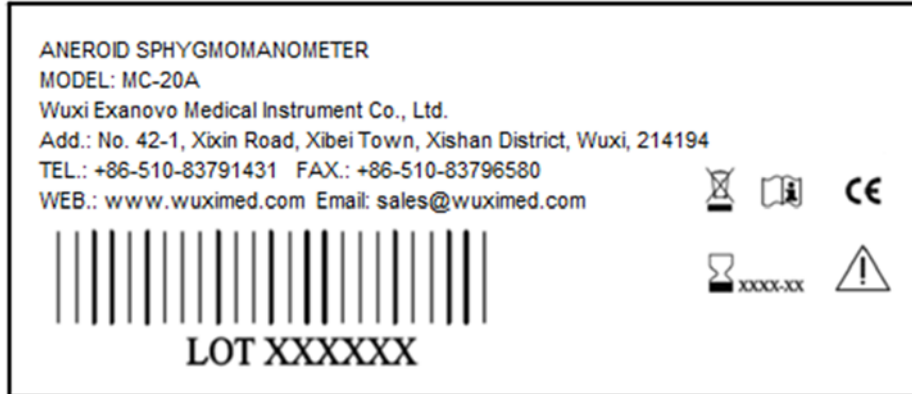 ANEROID SPHYGMOMANOMETER
MODEL: MC-20A
Wuxi Exanovo Medical Instrument Co., Ltd.
Add.: No. 42-1, Xixin Road, Xibei Town, Xishan District, Wuxi, 214194
TEL.: +86-510-83791431 FAX.: +86-510-83796580
WEB.: www.wuximed.com Email: sales@wuximed.com
CE
XXXX-XX
LOT XXXXXX